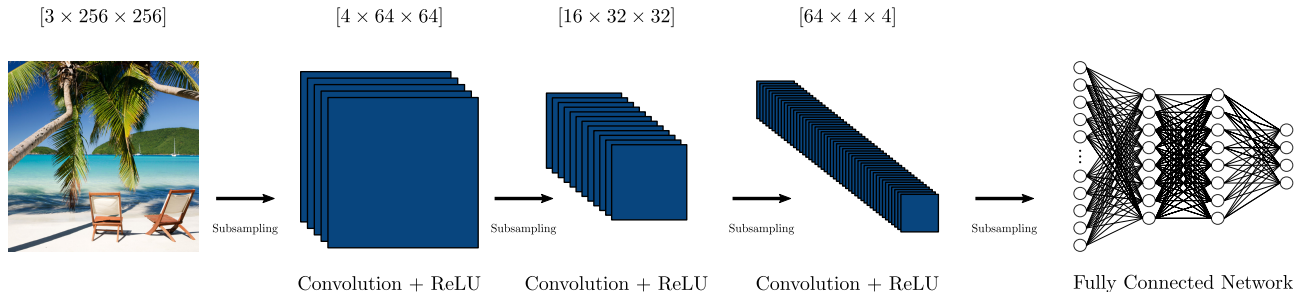 [3 × 256 × 256]
[4 × 64 × 64]
[16 × 32 × 32]
[64 × 4 × 4]
Subsampling
Subsampling
Subsampling
Subsampling
Convolution + ReLU
Convolution + ReLU
Convolution + ReLU
Fully Connected Network